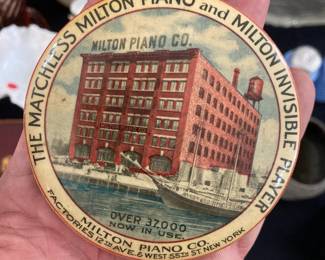 THE MATCHLESS MILTON PIANO and MILTON INVISIBLE PLAYER
MILTON PIANO CO.
OVER 37,000
NOW IN USE
MILTON PIANO CO.
FACTORIES 12TH AVE. & WEST 55TH ST. NEW YORK